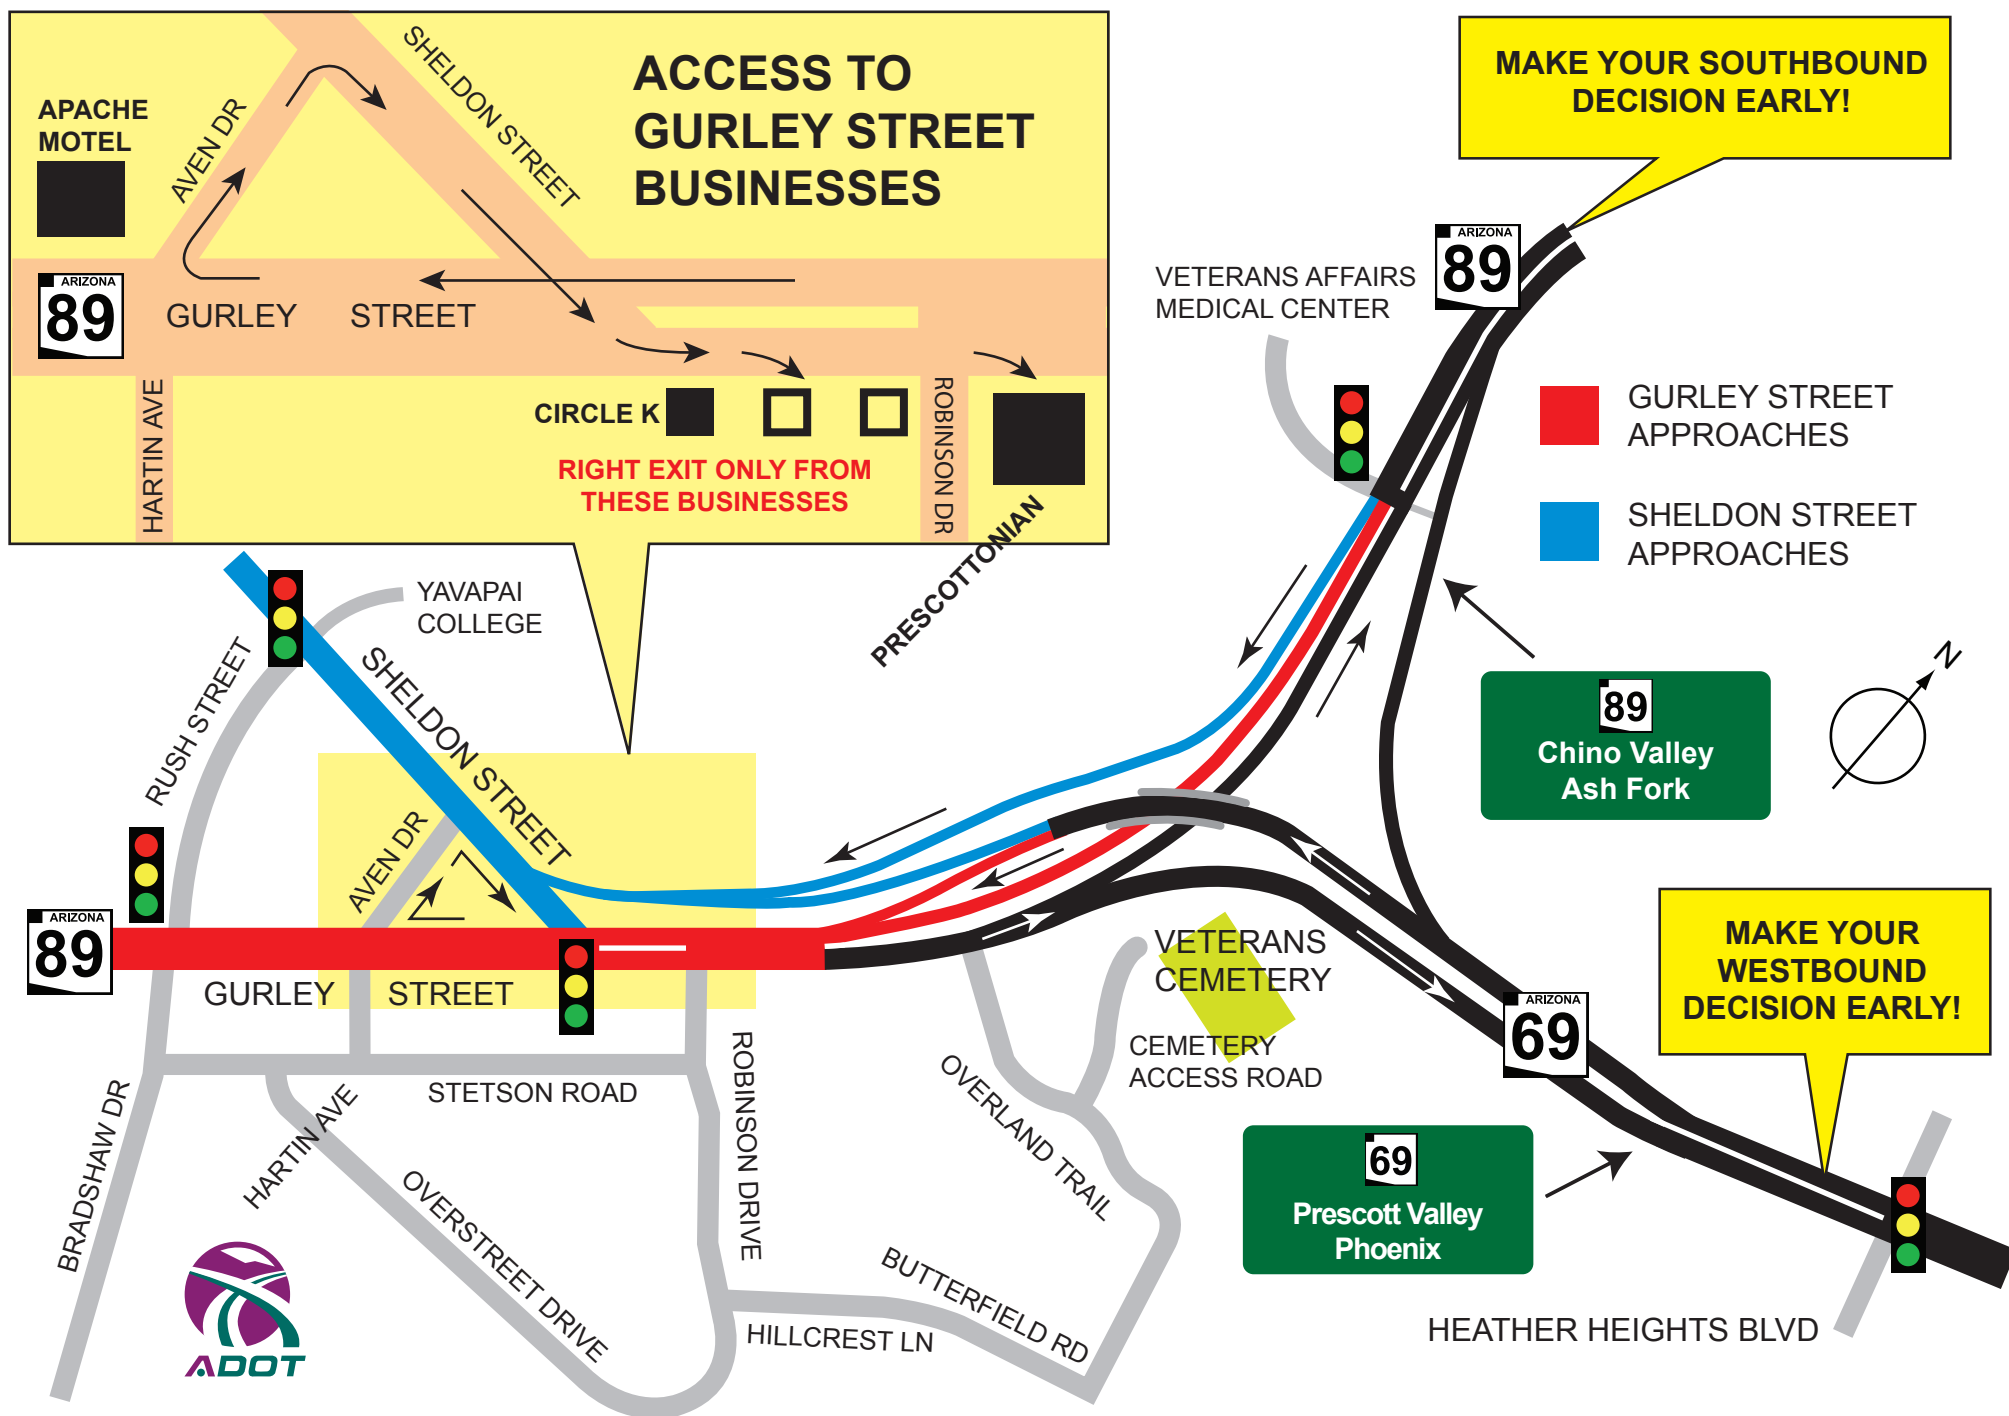 ACCESS TO
GURLEY STREET
BUSINESSES
SHELDON STREET
AVEN DR
APACHE
MOTEL
ARIZONA
89
GURLEY STREET
HARTIN AVE
CIRCLE K
RIGHT EXIT ONLY FROM
THESE BUSINESSES
ROBINSON DR
PRESCOTTONIAN
MAKE YOUR SOUTHBOUND
DECISION EARLY!
ARIZONA
89
VETERANS AFFAIRS
MEDICAL CENTER
GURLEY STREET
APPROACHES
SHELDON STREET
APPROACHES
YAVAPAI
COLLEGE
RUSH STREET
SHELDON STREET
AVEN DR
N
89
Chino Valley
Ash Fork
ARIZONA
89
GURLEY STREET
VETERANS
CEMETERY
CEMETERY
ACCESS ROAD
MAKE YOUR
WESTBOUND
DECISION EARLY!
ARIZONA
69
STETSON ROAD
BRADSHAW DR
HARTIN AVE
OVERSTREET DRIVE
ROBINSON DRIVE
OVERLAND TRAIL
69
Prescott Valley
Phoenix
BUTTERFIELD RD
HILLCREST LN
HEATHER HEIGHTS BLVD
ADOT